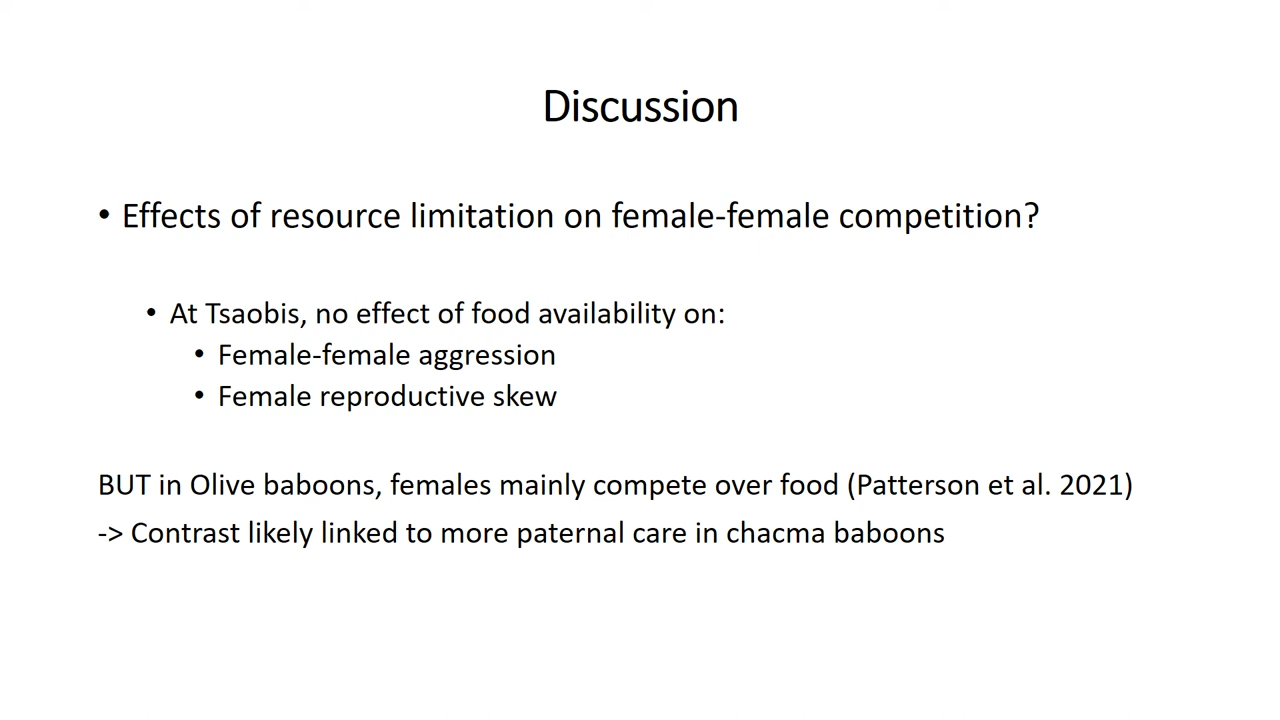 Discussion
• Effects of resource limitation on female-female competition?
• At Tsaobis, no effect of food availability on:
• Female-female aggression
• Female reproductive skew
BUT in Olive baboons, females mainly compete over food (Patterson et al. 2021)
-> Contrast likely linked to more paternal care in chacma baboons